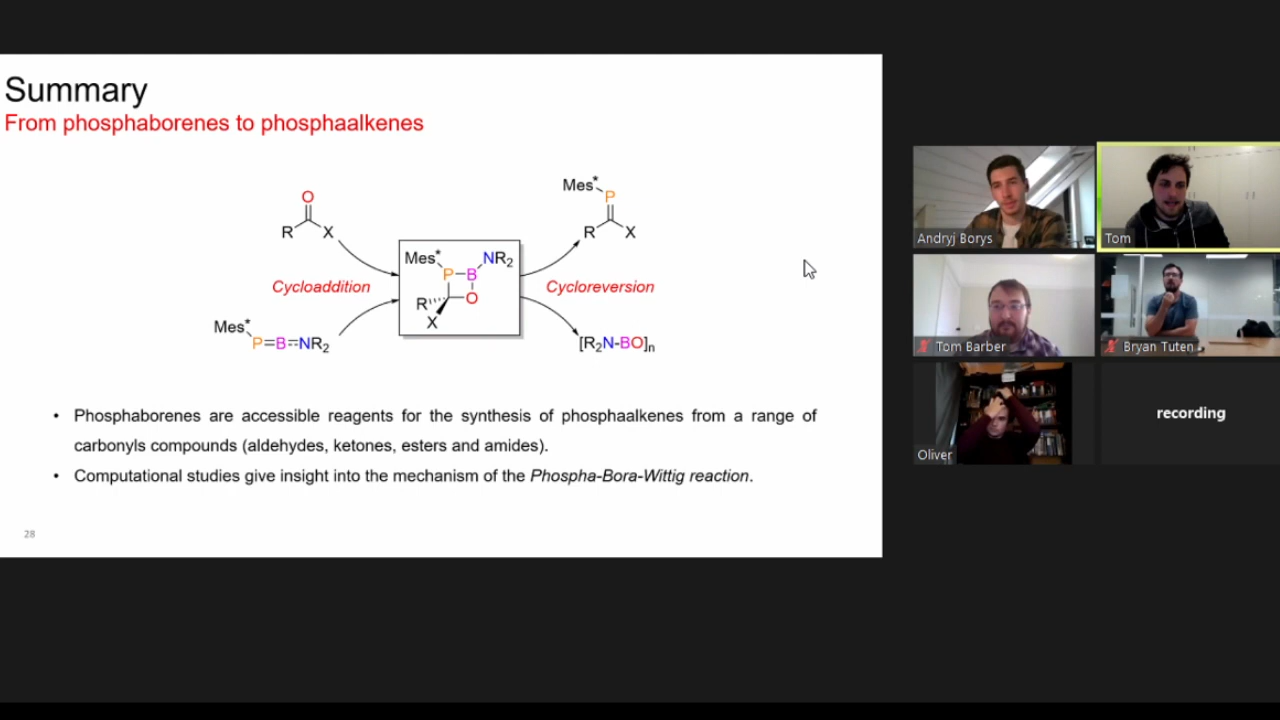 Summary
From phosphaborenes to phosphaalkenes
O
R X
Cycloaddition
Mes*
P=B=NR2
Mes* NR2
P B
R O
X
Mes*
P
R X
Cycloreversion
[R2N-BO]n
• Phosphaborenes are accessible reagents for the synthesis of phosphaalkenes from a range of
carbonyls compounds (aldehydes, ketones, esters and amides).
• Computational studies give insight into the mechanism of the Phospha-Bora-Wittig reaction.
28
Andryj Borys
Tom
Tom Barber
Bryan Tuten
Oliver
recording